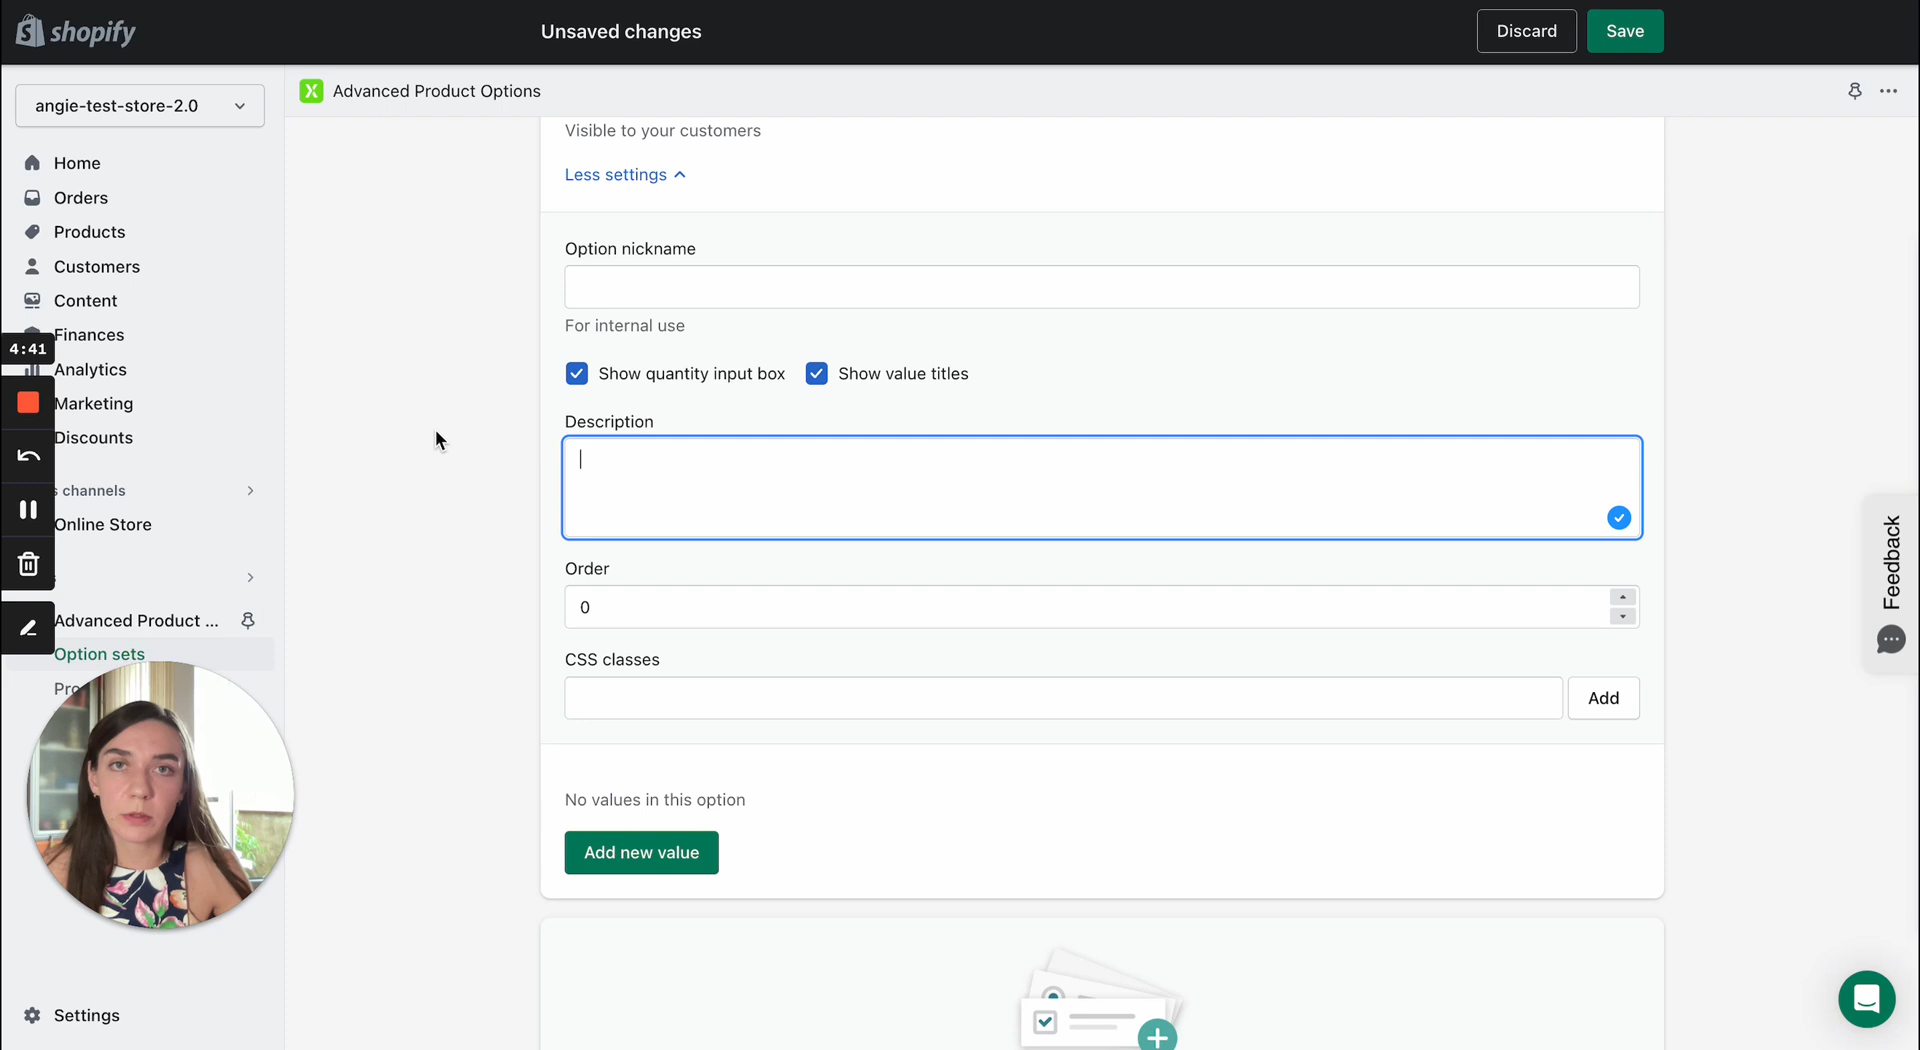 shopify
Unsaved changes
Discard
Save
angie-test-store-2.0
Advanced Product Options
Home
Orders
Products
Customers
Content
Finances
4:41
Analytics
Marketing
Discounts
s channels
Online Store
Advanced Product ...
Option sets
Pro
Settings
Visible to your customers
Less settings
Option nickname
For internal use
Show quantity input box
Show value titles
Description
Order
0
CSS classes
Add
No values in this option
Add new value
Feedback